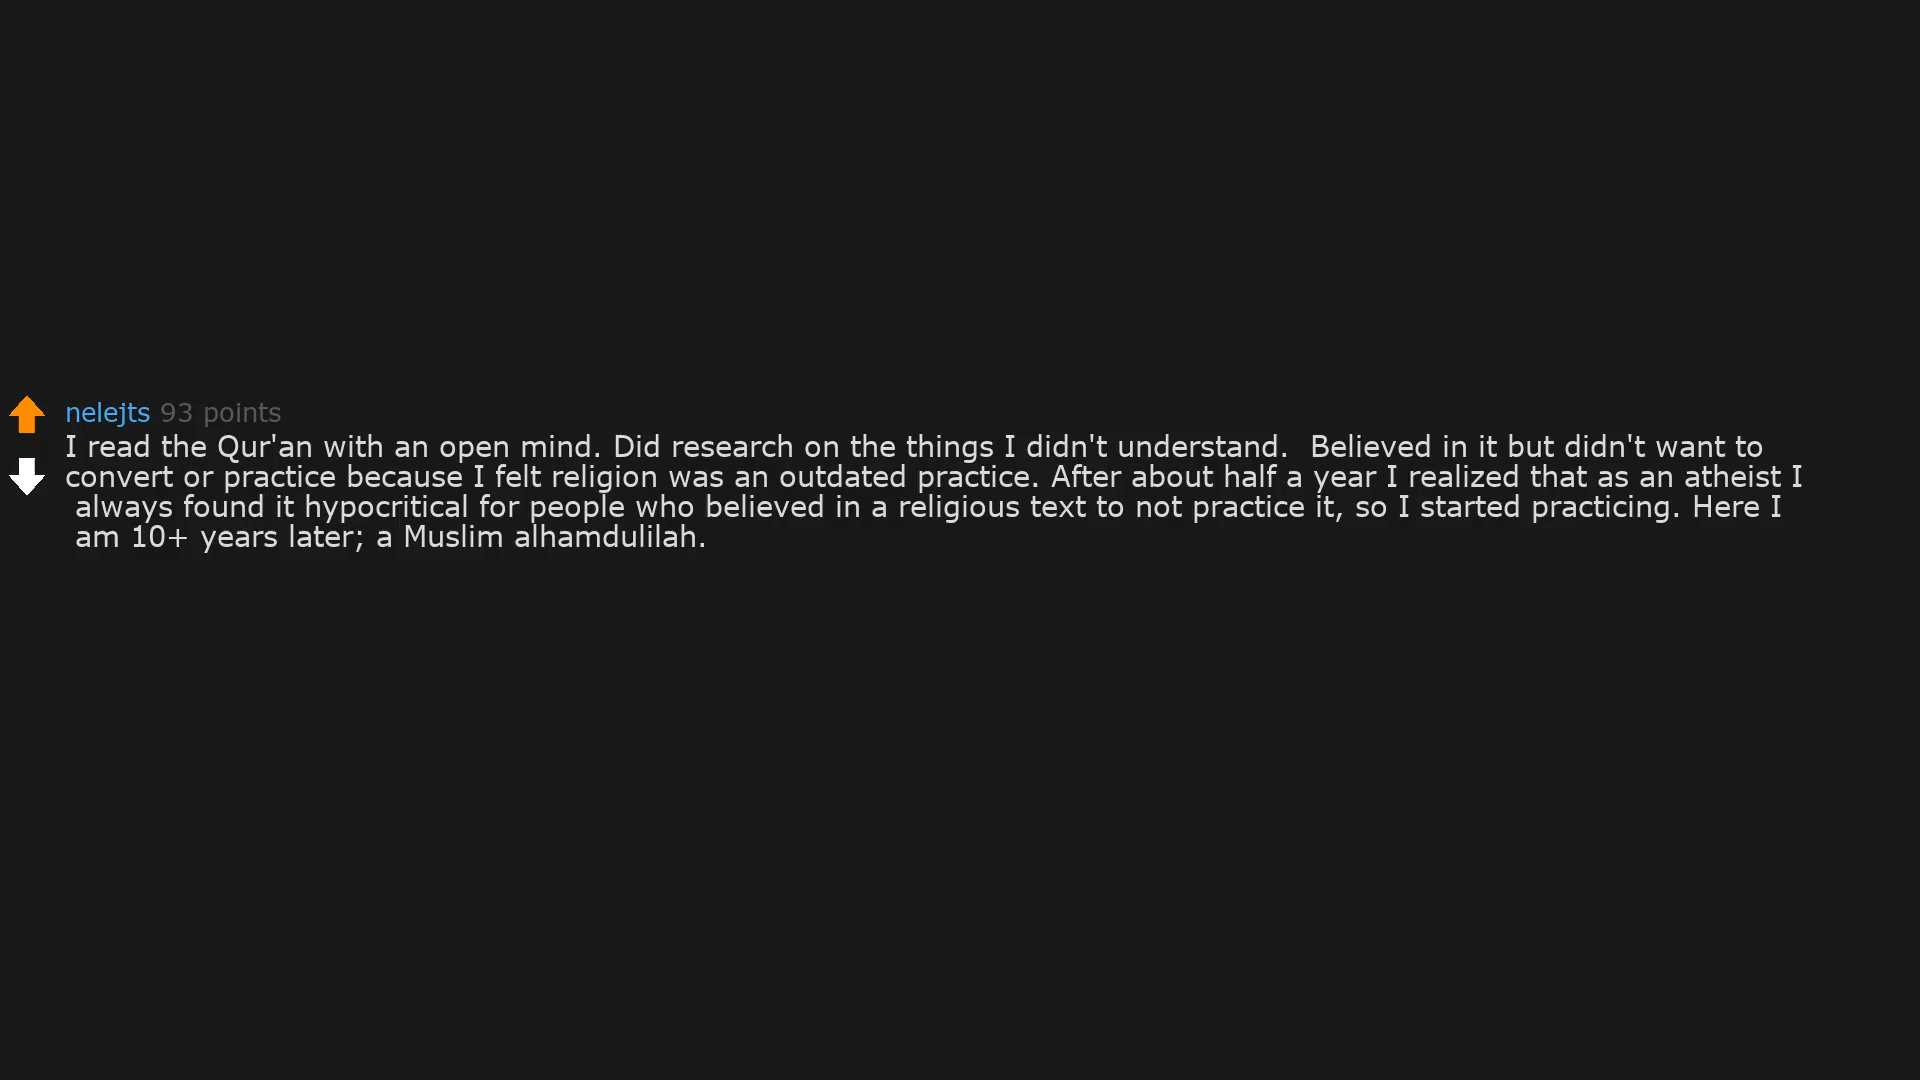 nelejts 93 points
I read the Qur'an with an open mind. Did research on the things I didn't understand.  Believed in it but didn't want to
convert or practice because I felt religion was an outdated practice. After about half a year I realized that as an atheist I
always found it hypocritical for people who believed in a religious text to not practice it, so I started practicing. Here I
am 10+ years later; a Muslim alhamdulilah.